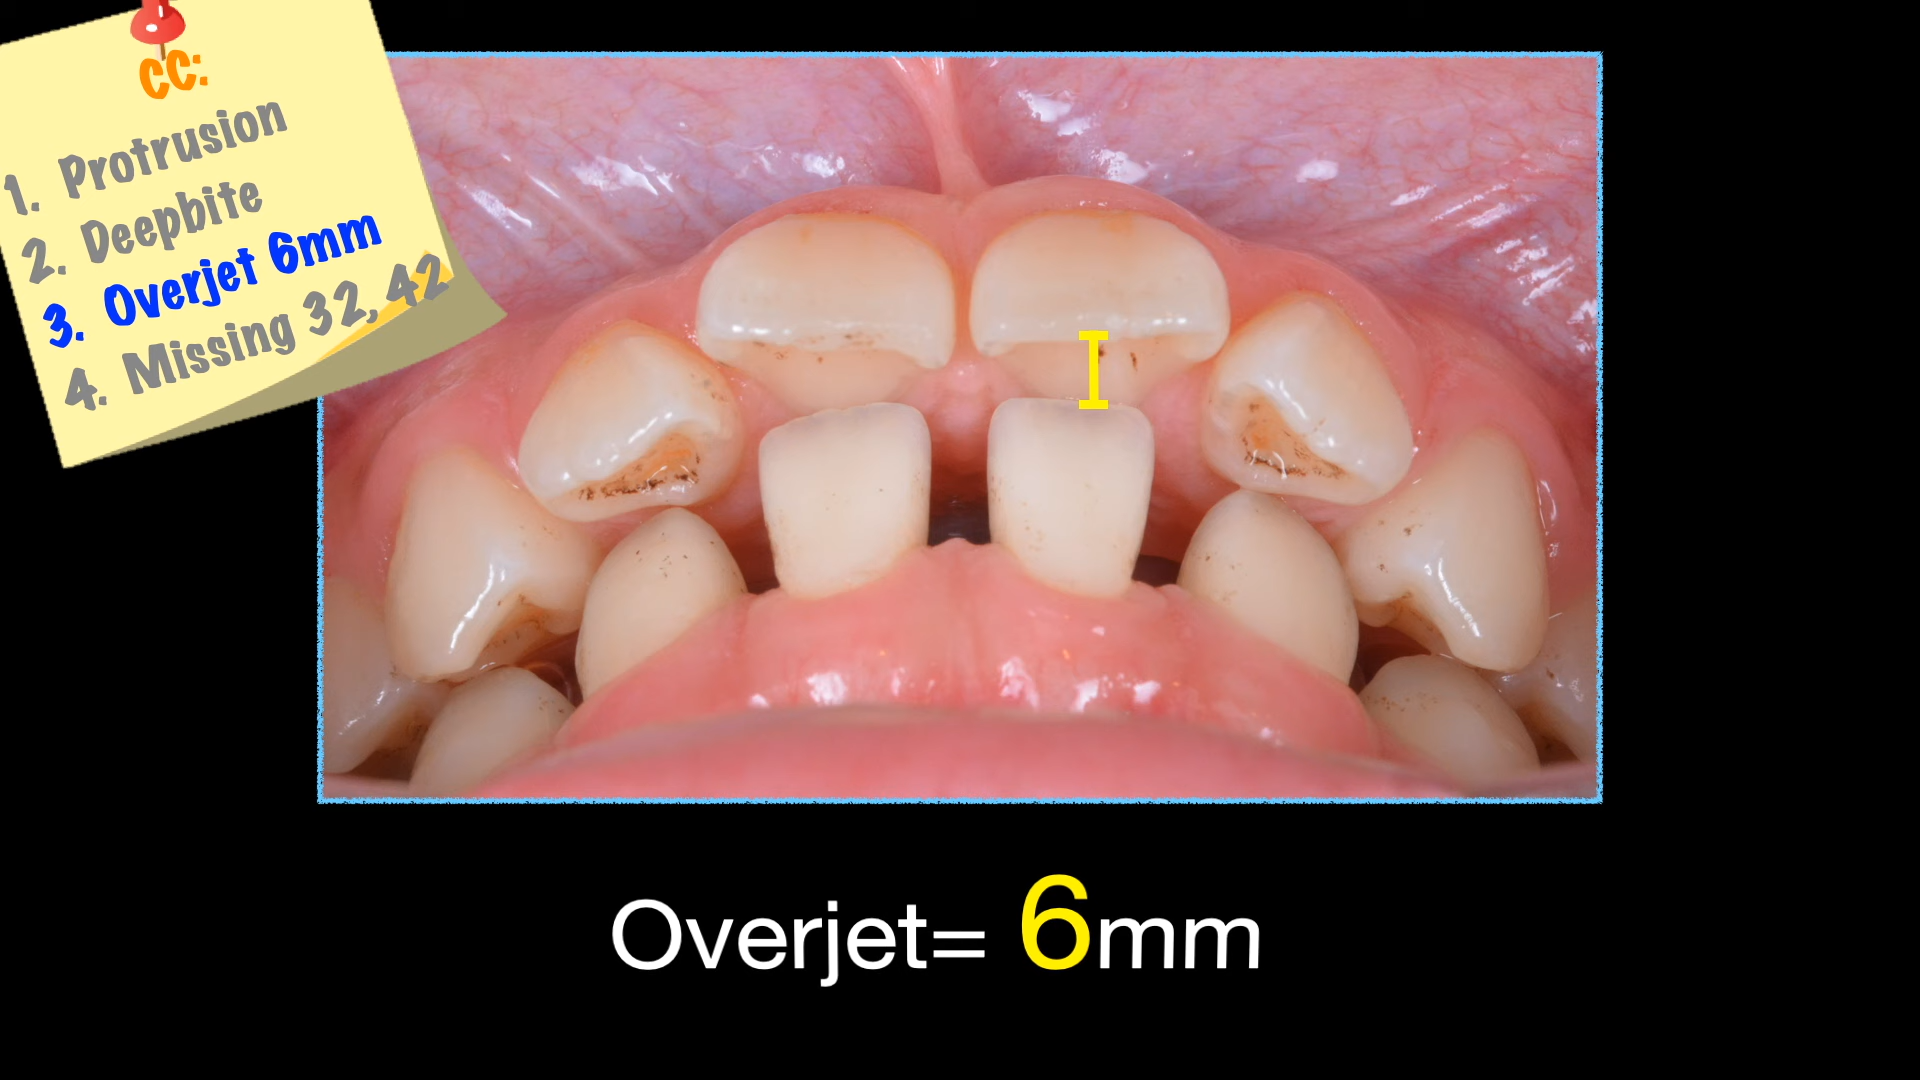 CC:
1. Protrusion
2. Deepbite
3. Overjet 6mm
4. Missing 32, 42
Overjet= 6mm